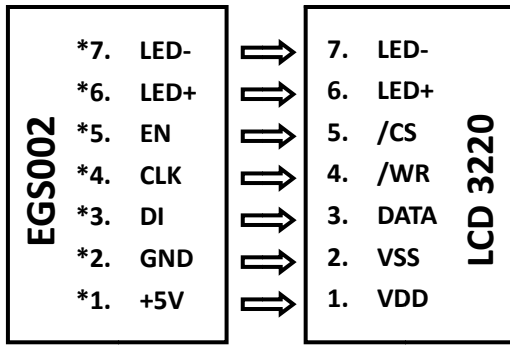 EGS002
*7. LED-
*6. LED+
*5. EN
*4. CLK
*3. DI
*2. GND
*1. +5V
7. LED-
6. LED+
5. /CS
4. /WR
3. DATA
2. VSS
1. VDD
LCD 3220